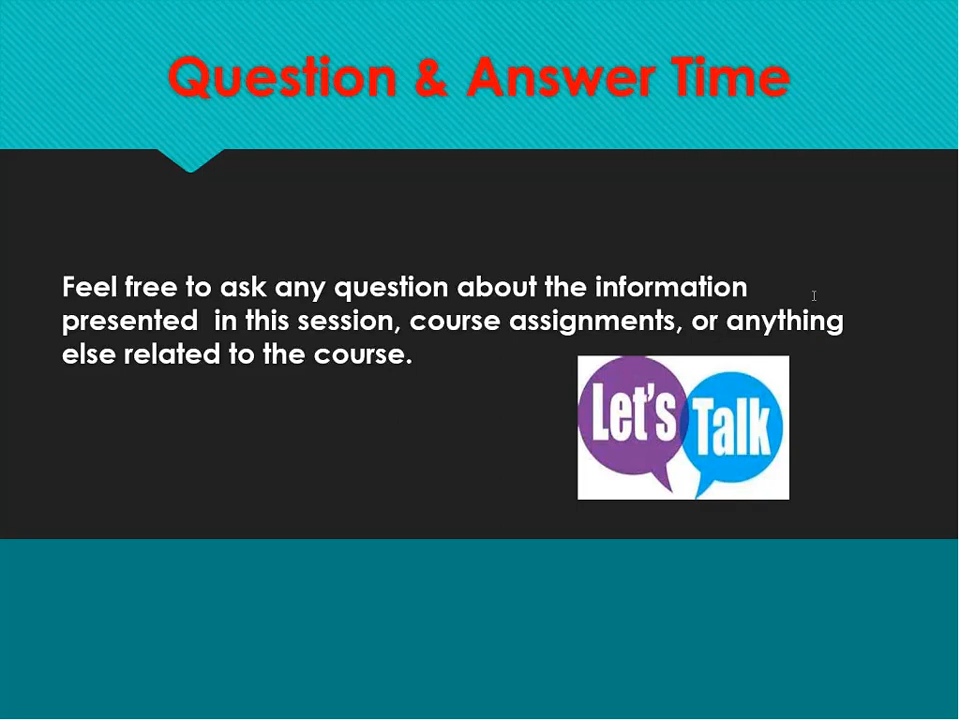 Question & Answer Time
Feel free to ask any question about the information
presented  in this session, course assignments, or anything
else related to the course.
Let's Talk